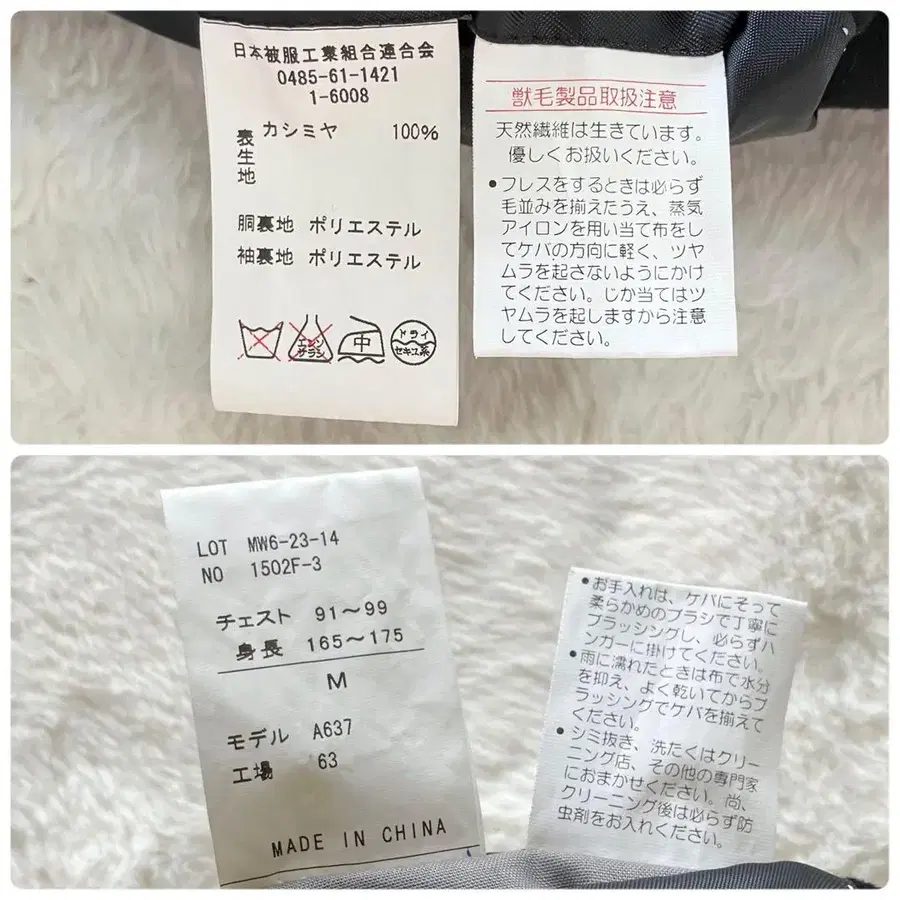 日本被服工業組合連合会
0485-61-1421
1-6008
表生地 カシミヤ 100%
胴裏地 ポリエステル
袖裏地 ポリエステル
エンソサラシ
中
ドライ
セキユ系
獣毛製品取扱注意
天然繊維は生きています。
優しくお扱いください。
●フレスをするときは必らず
毛並みを揃えたうえ、蒸気
アイロンを用い当て布をし
てケバの方向に軽く、ツヤ
ムラを起さないようにかけ
てください。じか当てはツ
ヤムラを起しますから注意
してください。
LOT MW6-23-14
NO 1502F-3
チェスト 91〜99
身長 165〜175
M
モデル A637
工場 63
MADE IN CHINA
●お手入れは、ケバにそって
柔らかめのブラシで丁寧に
ブラッシングし、必らずハ
ンガーに掛けてください。
●雨に濡れたときは布で水分
を抑え、よく乾いてからブ
ラッシングでケバを揃えて
ください。
●シミ抜き、洗たくはクリー
ニング店、その他の専門家
におまかせください。尚、
クリーニング後は必らず防
虫剤をお入れください。